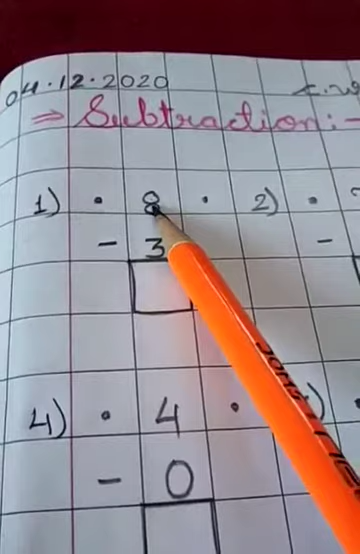 04.12.2020
⇒ Subtraction:-
1) • 8 • 2) •
- 3 -
4) • 4 • )
- 0